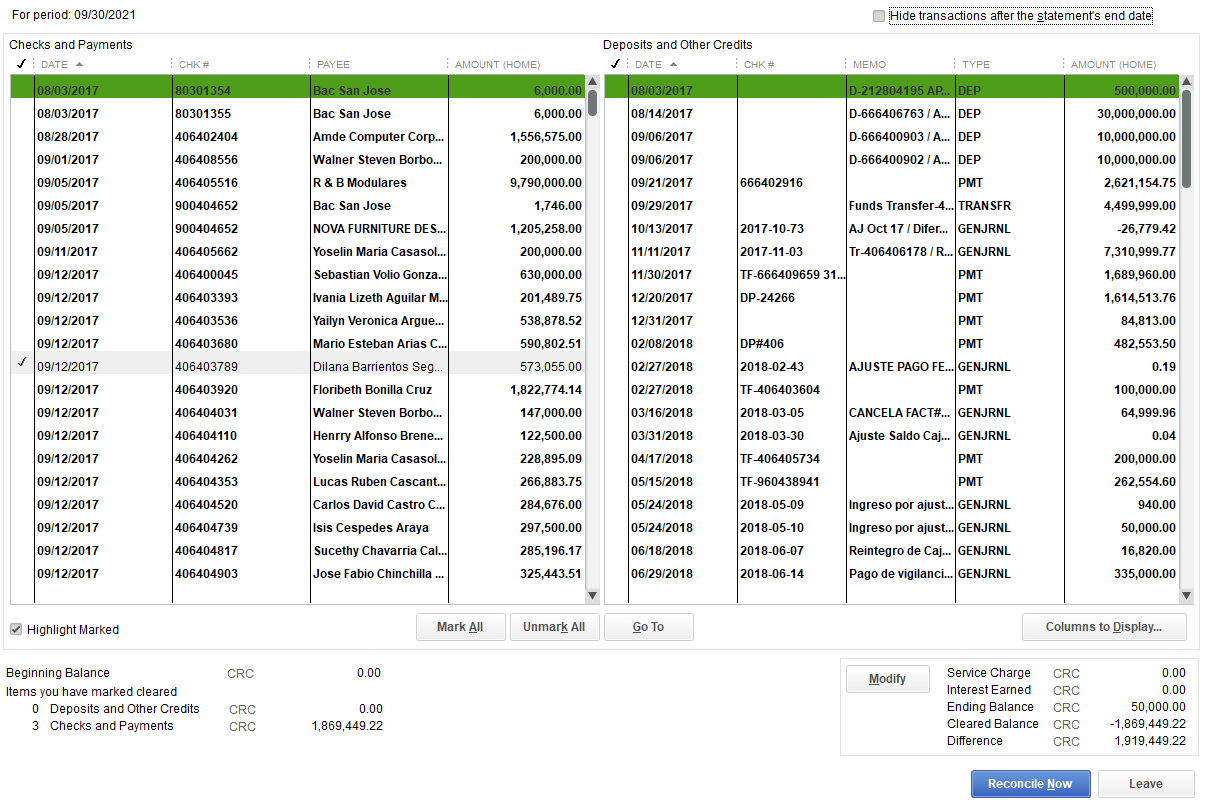 For period: 09/30/2021
Hide transactions after the statement's end date
Checks and Payments
✓ DATE CHK # PAYEE AMOUNT (HOME)
08/03/2017 80301354 Bac San Jose 6,000.00
08/03/2017 80301355 Bac San Jose 6,000.00
08/28/2017 406402404 Amde Computer Corp... 1,556,575.00
09/01/2017 406408556 Walner Steven Borbo... 200,000.00
09/05/2017 406405516 R & B Modulares 9,790,000.00
09/05/2017 900404652 Bac San Jose 1,746.00
09/05/2017 900404652 NOVA FURNITURE DES... 1,205,258.00
09/11/2017 406405662 Yoselin Maria Casasol... 200,000.00
09/12/2017 406400045 Sebastian Volio Gonza... 630,000.00
09/12/2017 406403393 Ivania Lizeth Aguilar M... 201,489.75
09/12/2017 406403536 Yailyn Veronica Argue... 538,878.52
09/12/2017 406403680 Mario Esteban Arias C... 590,802.51
✓ 09/12/2017 406403789 Dilana Barrientos Seg... 573,055.00
09/12/2017 406403920 Floribeth Bonilla Cruz 1,822,774.14
09/12/2017 406404031 Walner Steven Borbo... 147,000.00
09/12/2017 406404110 Henrry Alfonso Brene... 122,500.00
09/12/2017 406404262 Yoselin Maria Casasol... 228,895.09
09/12/2017 406404353 Lucas Ruben Cascant... 266,883.75
09/12/2017 406404520 Carlos David Castro C... 284,676.00
09/12/2017 406404739 Isis Cespedes Araya 297,500.00
09/12/2017 406404817 Sucethy Chavarria Cal... 285,196.17
09/12/2017 406404903 Jose Fabio Chinchilla ... 325,443.51
Deposits and Other Credits
✓ DATE CHK # MEMO TYPE AMOUNT (HOME)
08/03/2017 D-212804195 AP... DEP 500,000.00
08/14/2017 D-666406763 / A... DEP 30,000,000.00
09/06/2017 D-666400903 / A... DEP 10,000,000.00
09/06/2017 D-666400902 / A... DEP 10,000,000.00
09/21/2017 666402916 PMT 2,621,154.75
09/29/2017 Funds Transfer-4... TRANSFR 4,499,999.00
10/13/2017 2017-10-73 AJ Oct 17 / Difer... GENJRNL -26,779.42
11/11/2017 2017-11-03 Tr-406406178 / R... GENJRNL 7,310,999.77
11/30/2017 TF-666409659 31... PMT 1,689,960.00
12/20/2017 DP-24266 PMT 1,614,513.76
12/31/2017 PMT 84,813.00
02/08/2018 DP#406 PMT 482,553.50
02/27/2018 2018-02-43 AJUSTE PAGO FE... GENJRNL 0.19
02/27/2018 TF-406403604 PMT 100,000.00
03/16/2018 2018-03-05 CANCELA FACT#... GENJRNL 64,999.96
03/31/2018 2018-03-30 Ajuste Saldo Caj... GENJRNL 0.04
04/17/2018 TF-406405734 PMT 200,000.00
05/15/2018 TF-960438941 PMT 262,554.60
05/24/2018 2018-05-09 Ingreso por ajust... GENJRNL 940.00
05/24/2018 2018-05-10 Ingreso por ajust... GENJRNL 50,000.00
06/18/2018 2018-06-07 Reintegro de Caj... GENJRNL 16,820.00
06/29/2018 2018-06-14 Pago de vigilanci... GENJRNL 335,000.00
Highlight Marked
Mark All
Unmark All
Go To
Columns to Display...
Beginning Balance CRC 0.00
Items you have marked cleared
0 Deposits and Other Credits CRC 0.00
3 Checks and Payments CRC 1,869,449.22
Modify
Service Charge CRC 0.00
Interest Earned CRC 0.00
Ending Balance CRC 50,000.00
Cleared Balance CRC -1,869,449.22
Difference CRC 1,919,449.22
Reconcile Now
Leave